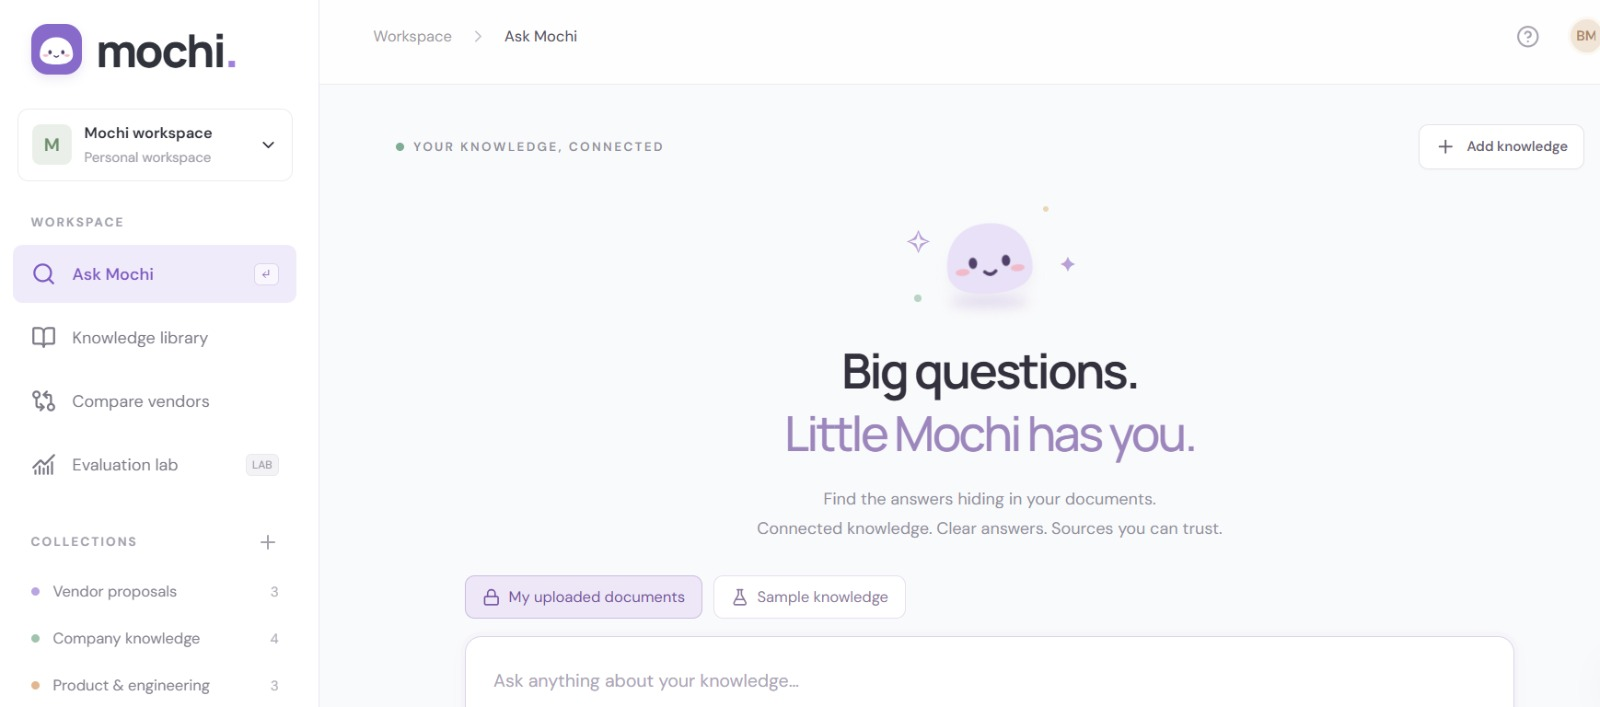 mochi.
Workspace > Ask Mochi
BM
M
Mochi workspace
Personal workspace
YOUR KNOWLEDGE, CONNECTED
Add knowledge
WORKSPACE
Ask Mochi
Knowledge library
Compare vendors
Evaluation lab LAB
Big questions.
Little Mochi has you.
Find the answers hiding in your documents.
Connected knowledge. Clear answers. Sources you can trust.
COLLECTIONS
Vendor proposals 3
Company knowledge 4
Product & engineering 3
My uploaded documents
Sample knowledge
Ask anything about your knowledge...